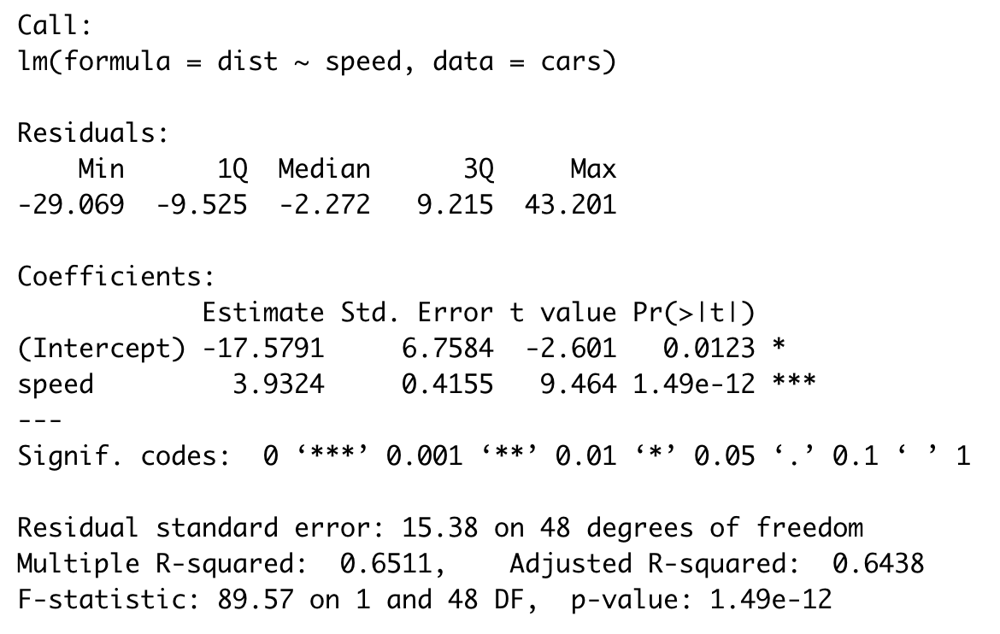 Call:
lm(formula = dist ~ speed, data = cars)

Residuals:
    Min      1Q  Median      3Q     Max
-29.069  -9.525  -2.272   9.215  43.201

Coefficients:
            Estimate Std. Error t value Pr(>|t|)
(Intercept) -17.5791     6.7584  -2.601   0.0123 *
speed         3.9324     0.4155   9.464 1.49e-12 ***
---
Signif. codes:  0 ‘***’ 0.001 ‘**’ 0.01 ‘*’ 0.05 ‘.’ 0.1 ‘ ’ 1

Residual standard error: 15.38 on 48 degrees of freedom
Multiple R-squared:  0.6511,    Adjusted R-squared:  0.6438
F-statistic: 89.57 on 1 and 48 DF,  p-value: 1.49e-12